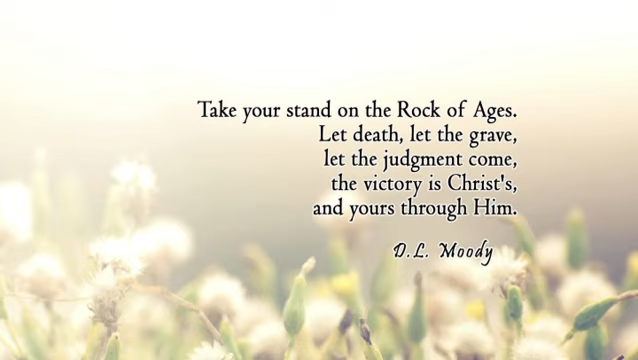 Take your stand on the Rock of Ages.
Let death, let the grave,
let the judgment come,
the victory is Christ's,
and yours through Him.
D.L. Moody